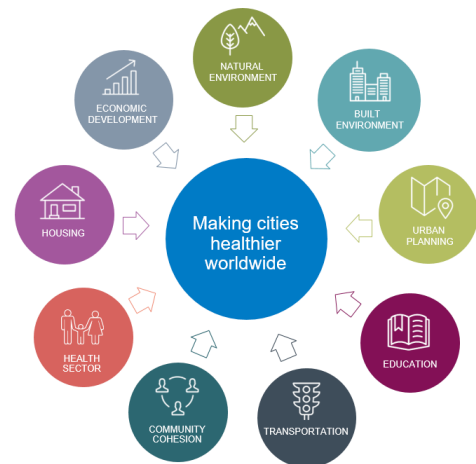 NATURAL
ENVIRONMENT
BUILT
ENVIRONMENT
URBAN
PLANNING
EDUCATION
TRANSPORTATION
COMMUNITY
COHESION
HEALTH
SECTOR
HOUSING
ECONOMIC
DEVELOPMENT
Making cities
healthier
worldwide